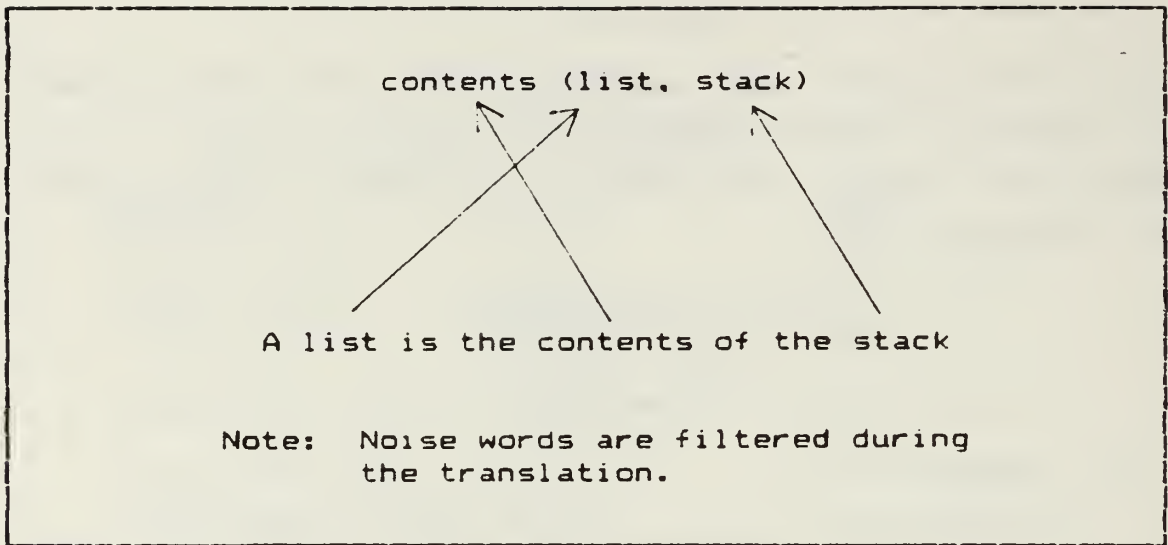 contents (list, stack)
A list is the contents of the stack
Note: Noise words are filtered during
the translation.